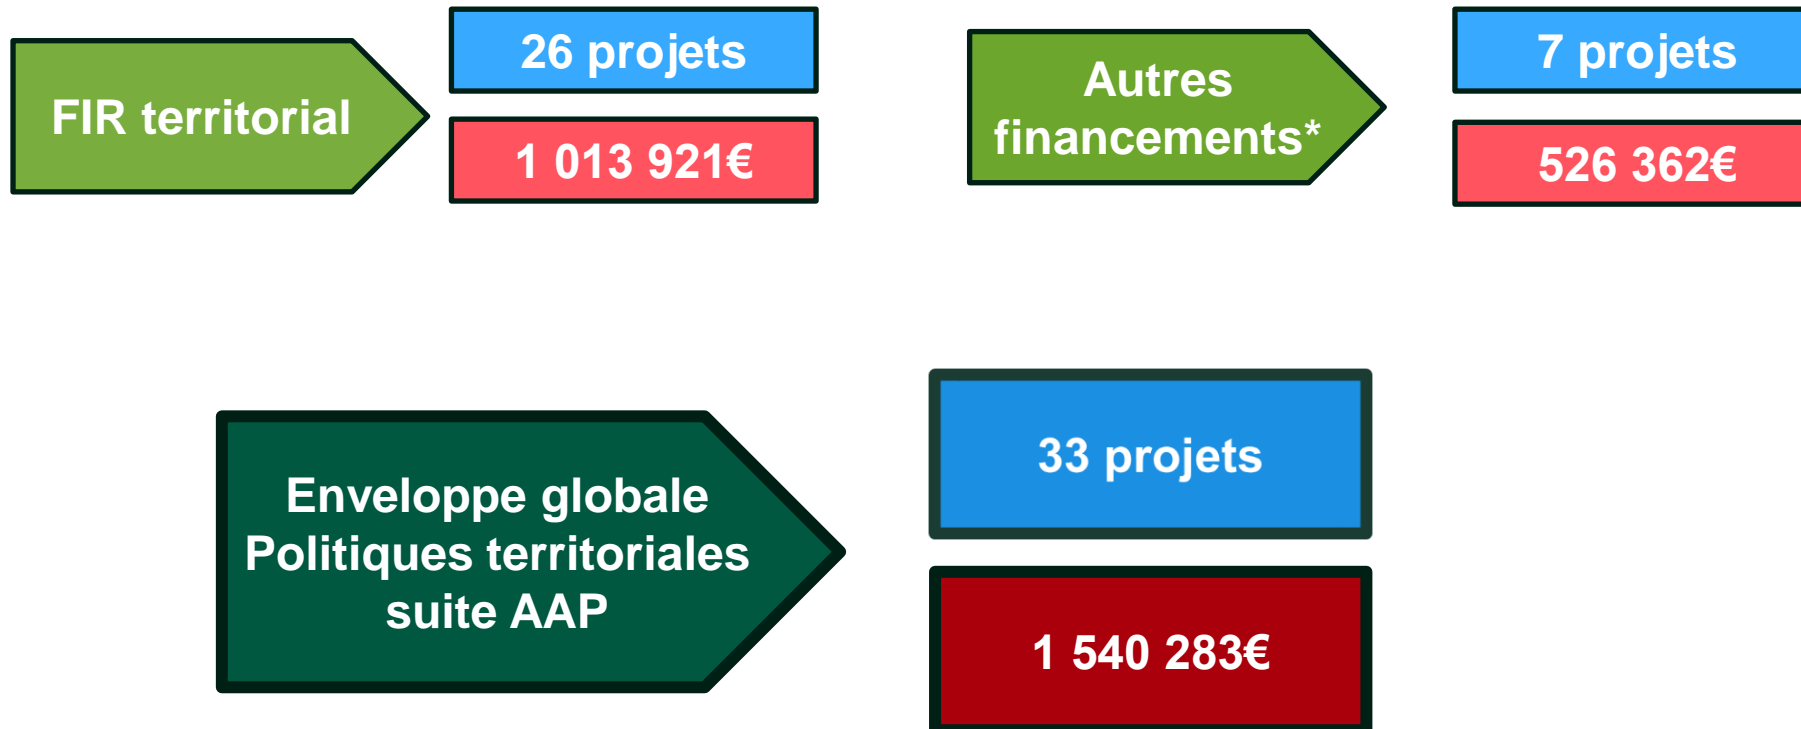 FIR territorial
26 projets
1 013 921€
Autres
financements*
7 projets
526 362€
Enveloppe globale
Politiques territoriales
suite AAP
33 projets
1 540 283€